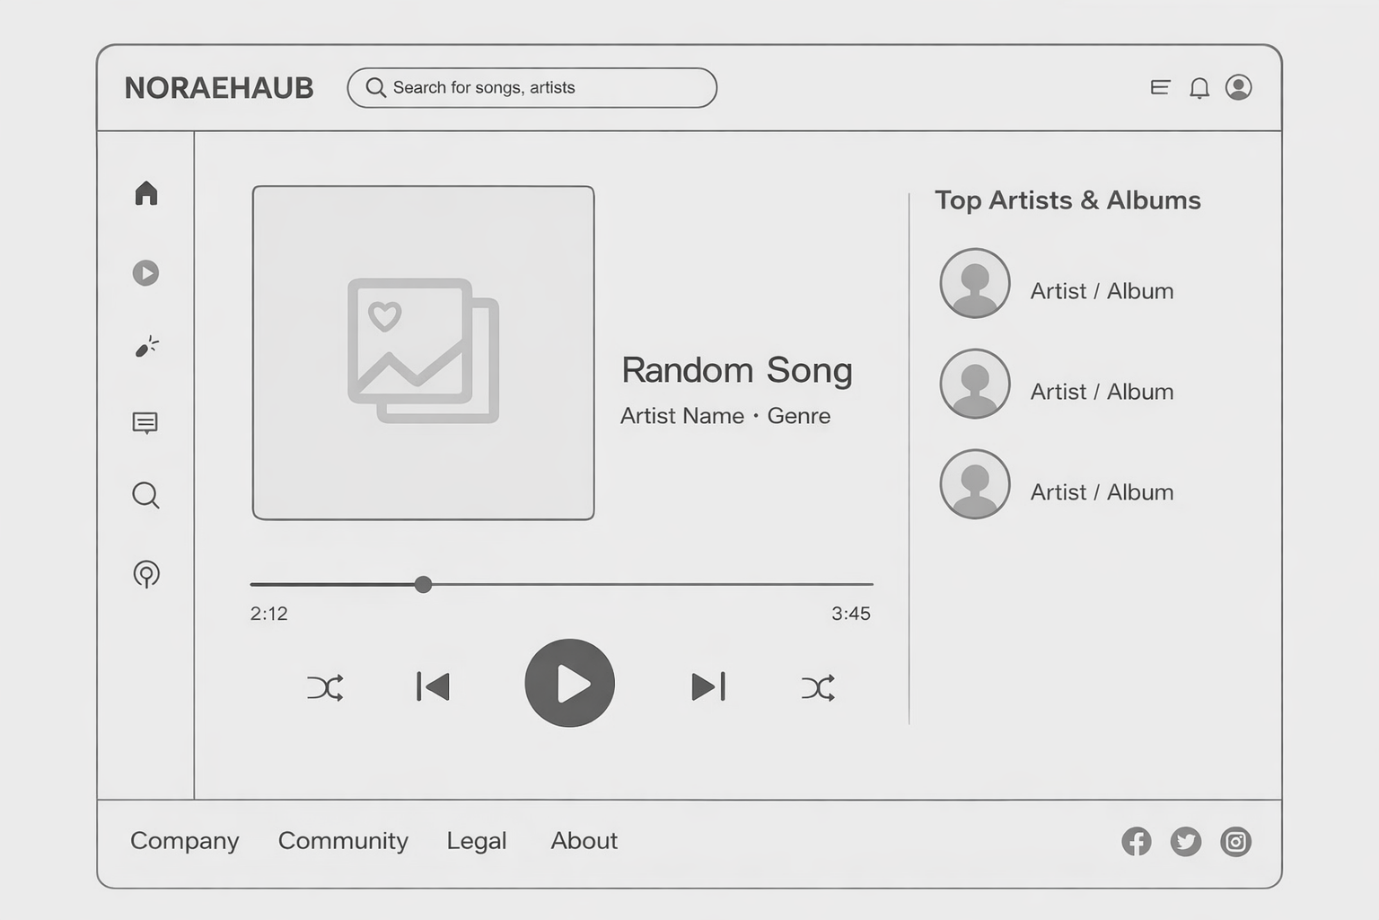 NORAEHAUB
Search for songs, artists
Random Song
Artist Name • Genre
2:12
3:45
Top Artists & Albums
Artist / Album
Artist / Album
Artist / Album
Company
Community
Legal
About